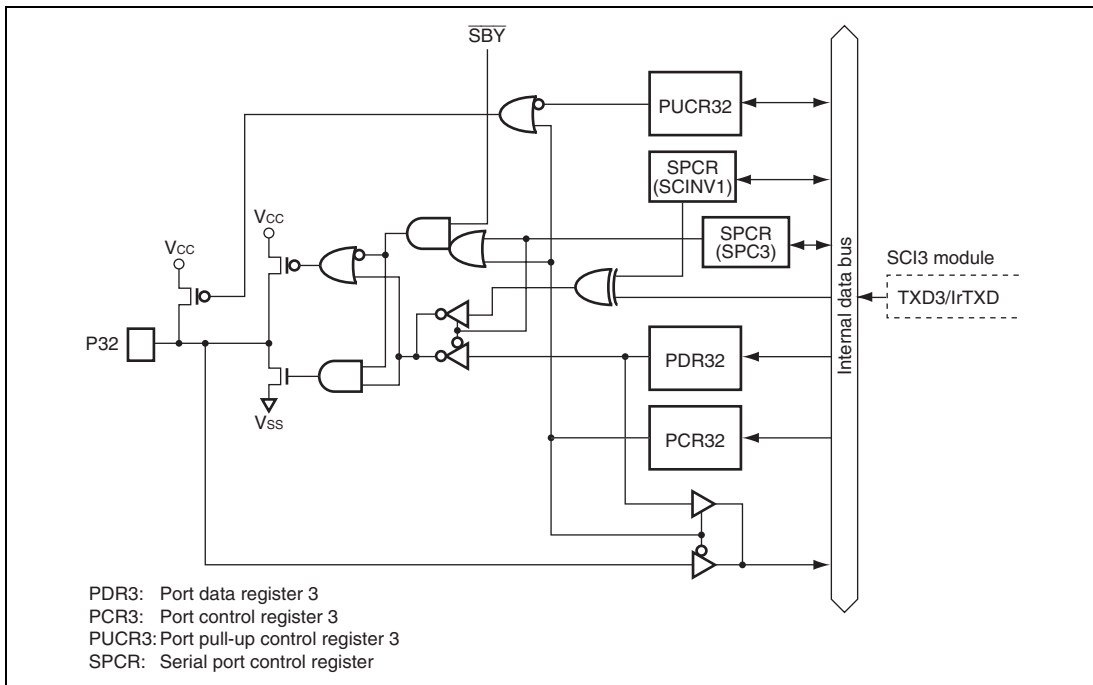 S̅B̅Y̅
PUCR32
SPCR
(SCINV1)
SPCR
(SPC3)
SCI3 module
TXD3/IrTXD
VCC
VCC
P32
VSS
PDR32
PCR32
Internal data bus
PDR3: Port data register 3
PCR3: Port control register 3
PUCR3: Port pull-up control register 3
SPCR: Serial port control register